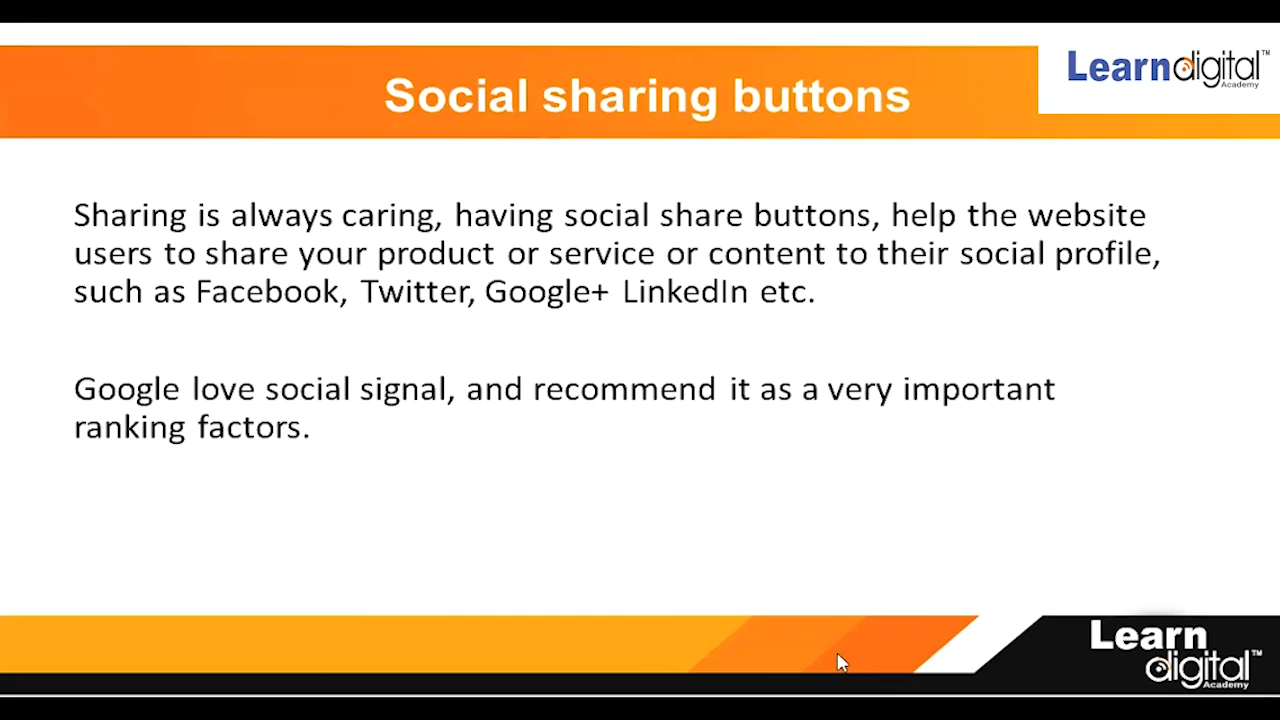 Social sharing buttons
Learndigital™
Academy
Sharing is always caring, having social share buttons, help the website
users to share your product or service or content to their social profile,
such as Facebook, Twitter, Google+ LinkedIn etc.
Google love social signal, and recommend it as a very important
ranking factors.
Learn
digital™
Academy